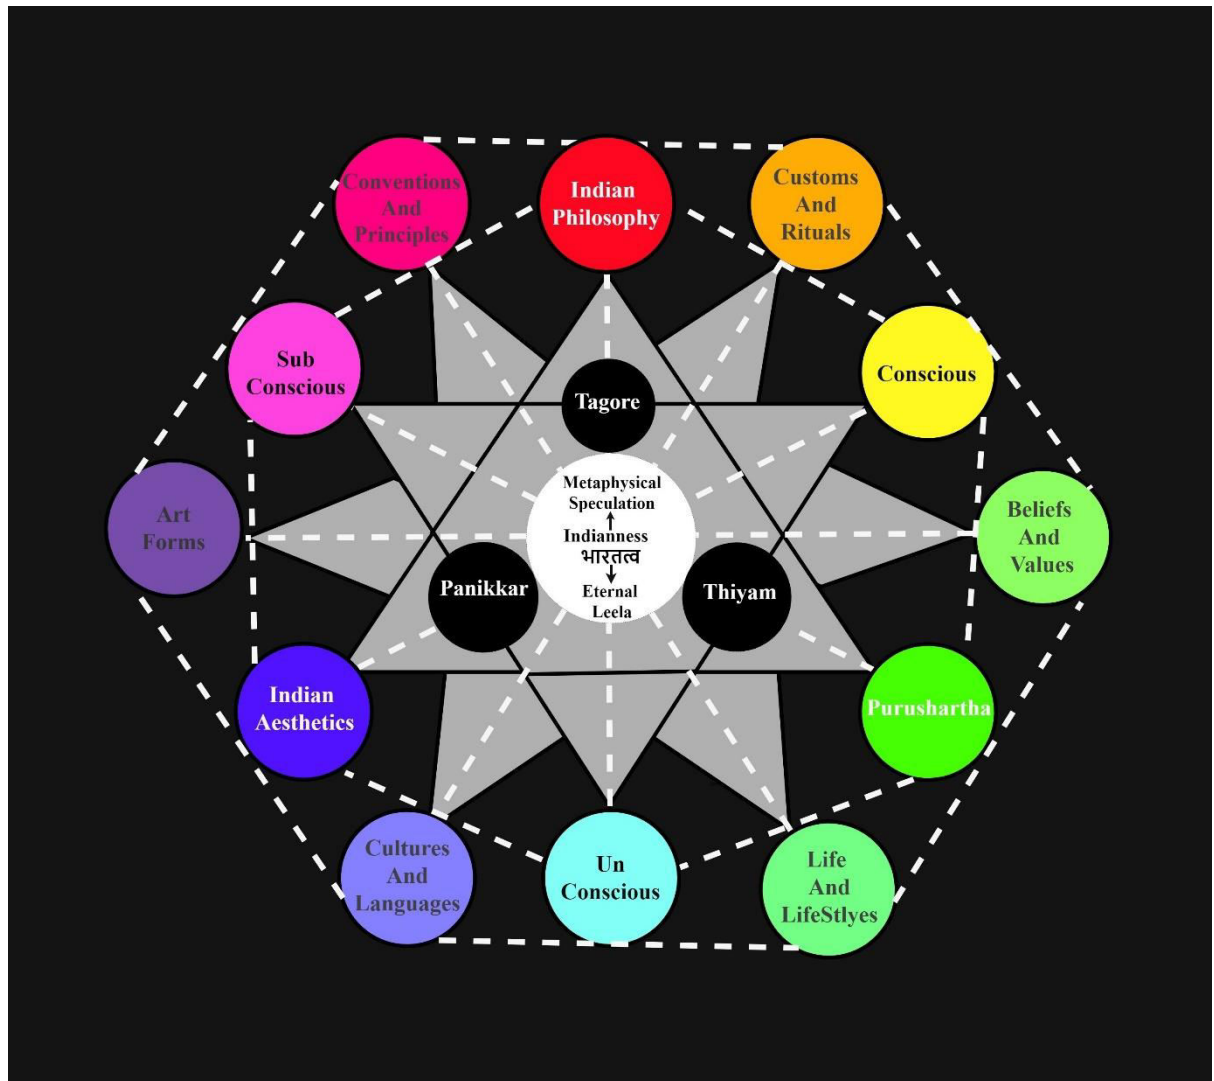 Conventions
And
Principles
Indian
Philosophy
Customs
And
Rituals
Sub
Conscious
Conscious
Tagore
Art
Forms
Metaphysical
Speculation
Indianness
भारतत्व
Eternal
Leela
Beliefs
And
Values
Panikkar
Thiyam
Indian
Aesthetics
Purushartha
Cultures
And
Languages
Un
Conscious
Life
And
LifeStlyes